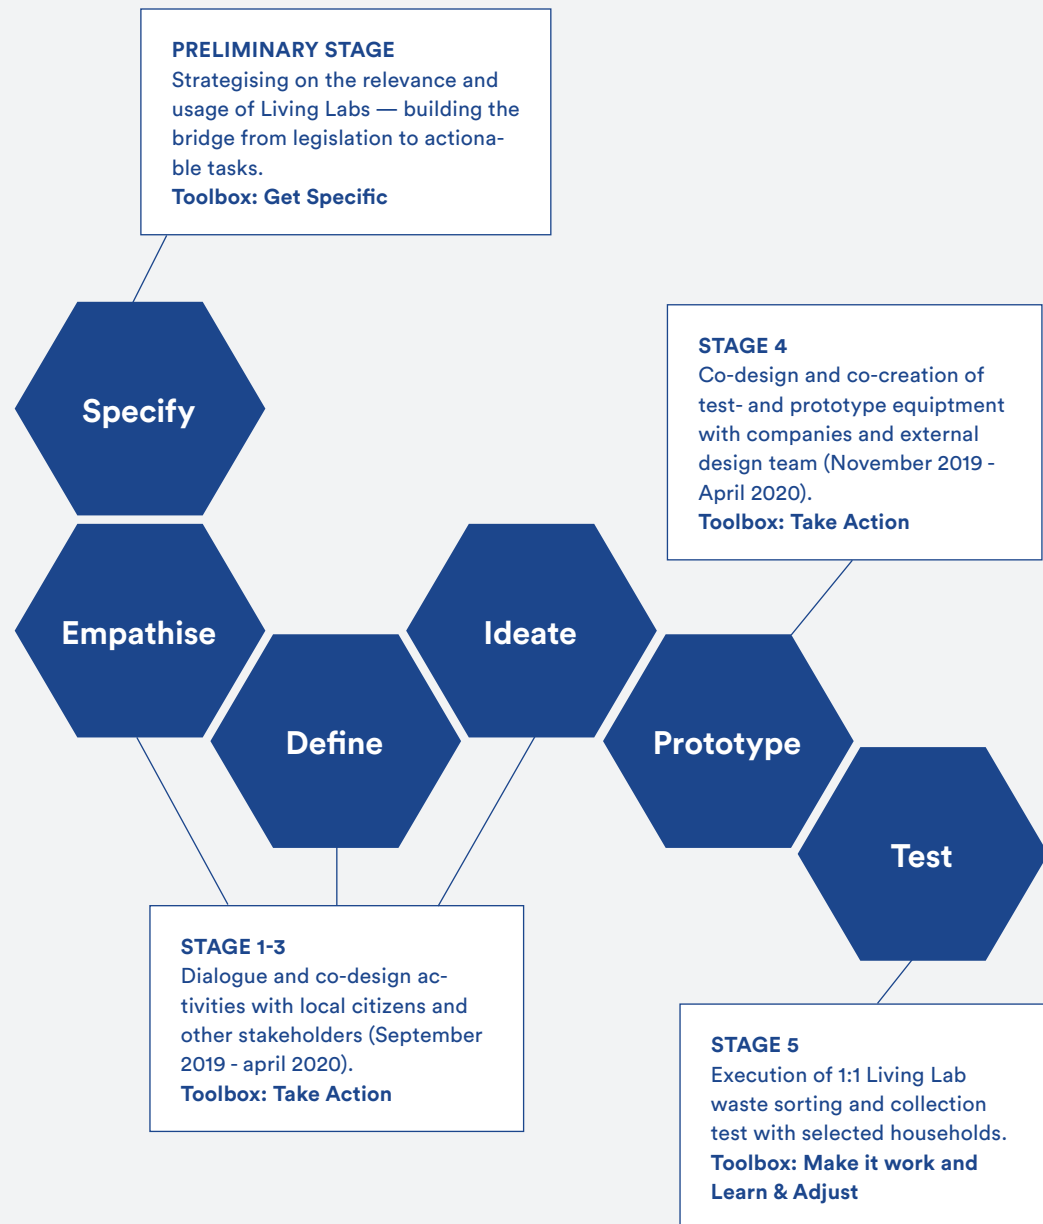 PRELIMINARY STAGE
Strategising on the relevance and
usage of Living Labs — building the
bridge from legislation to actiona-
ble tasks.
Toolbox: Get Specific
Specify
STAGE 4
Co-design and co-creation of
test- and prototype equiptment
with companies and external
design team (November 2019 -
April 2020).
Toolbox: Take Action
Empathise
Ideate
Define
Prototype
Test
STAGE 1-3
Dialogue and co-design ac-
tivities with local citizens and
other stakeholders (September
2019 - april 2020).
Toolbox: Take Action
STAGE 5
Execution of 1:1 Living Lab
waste sorting and collection
test with selected households.
Toolbox: Make it work and
Learn & Adjust